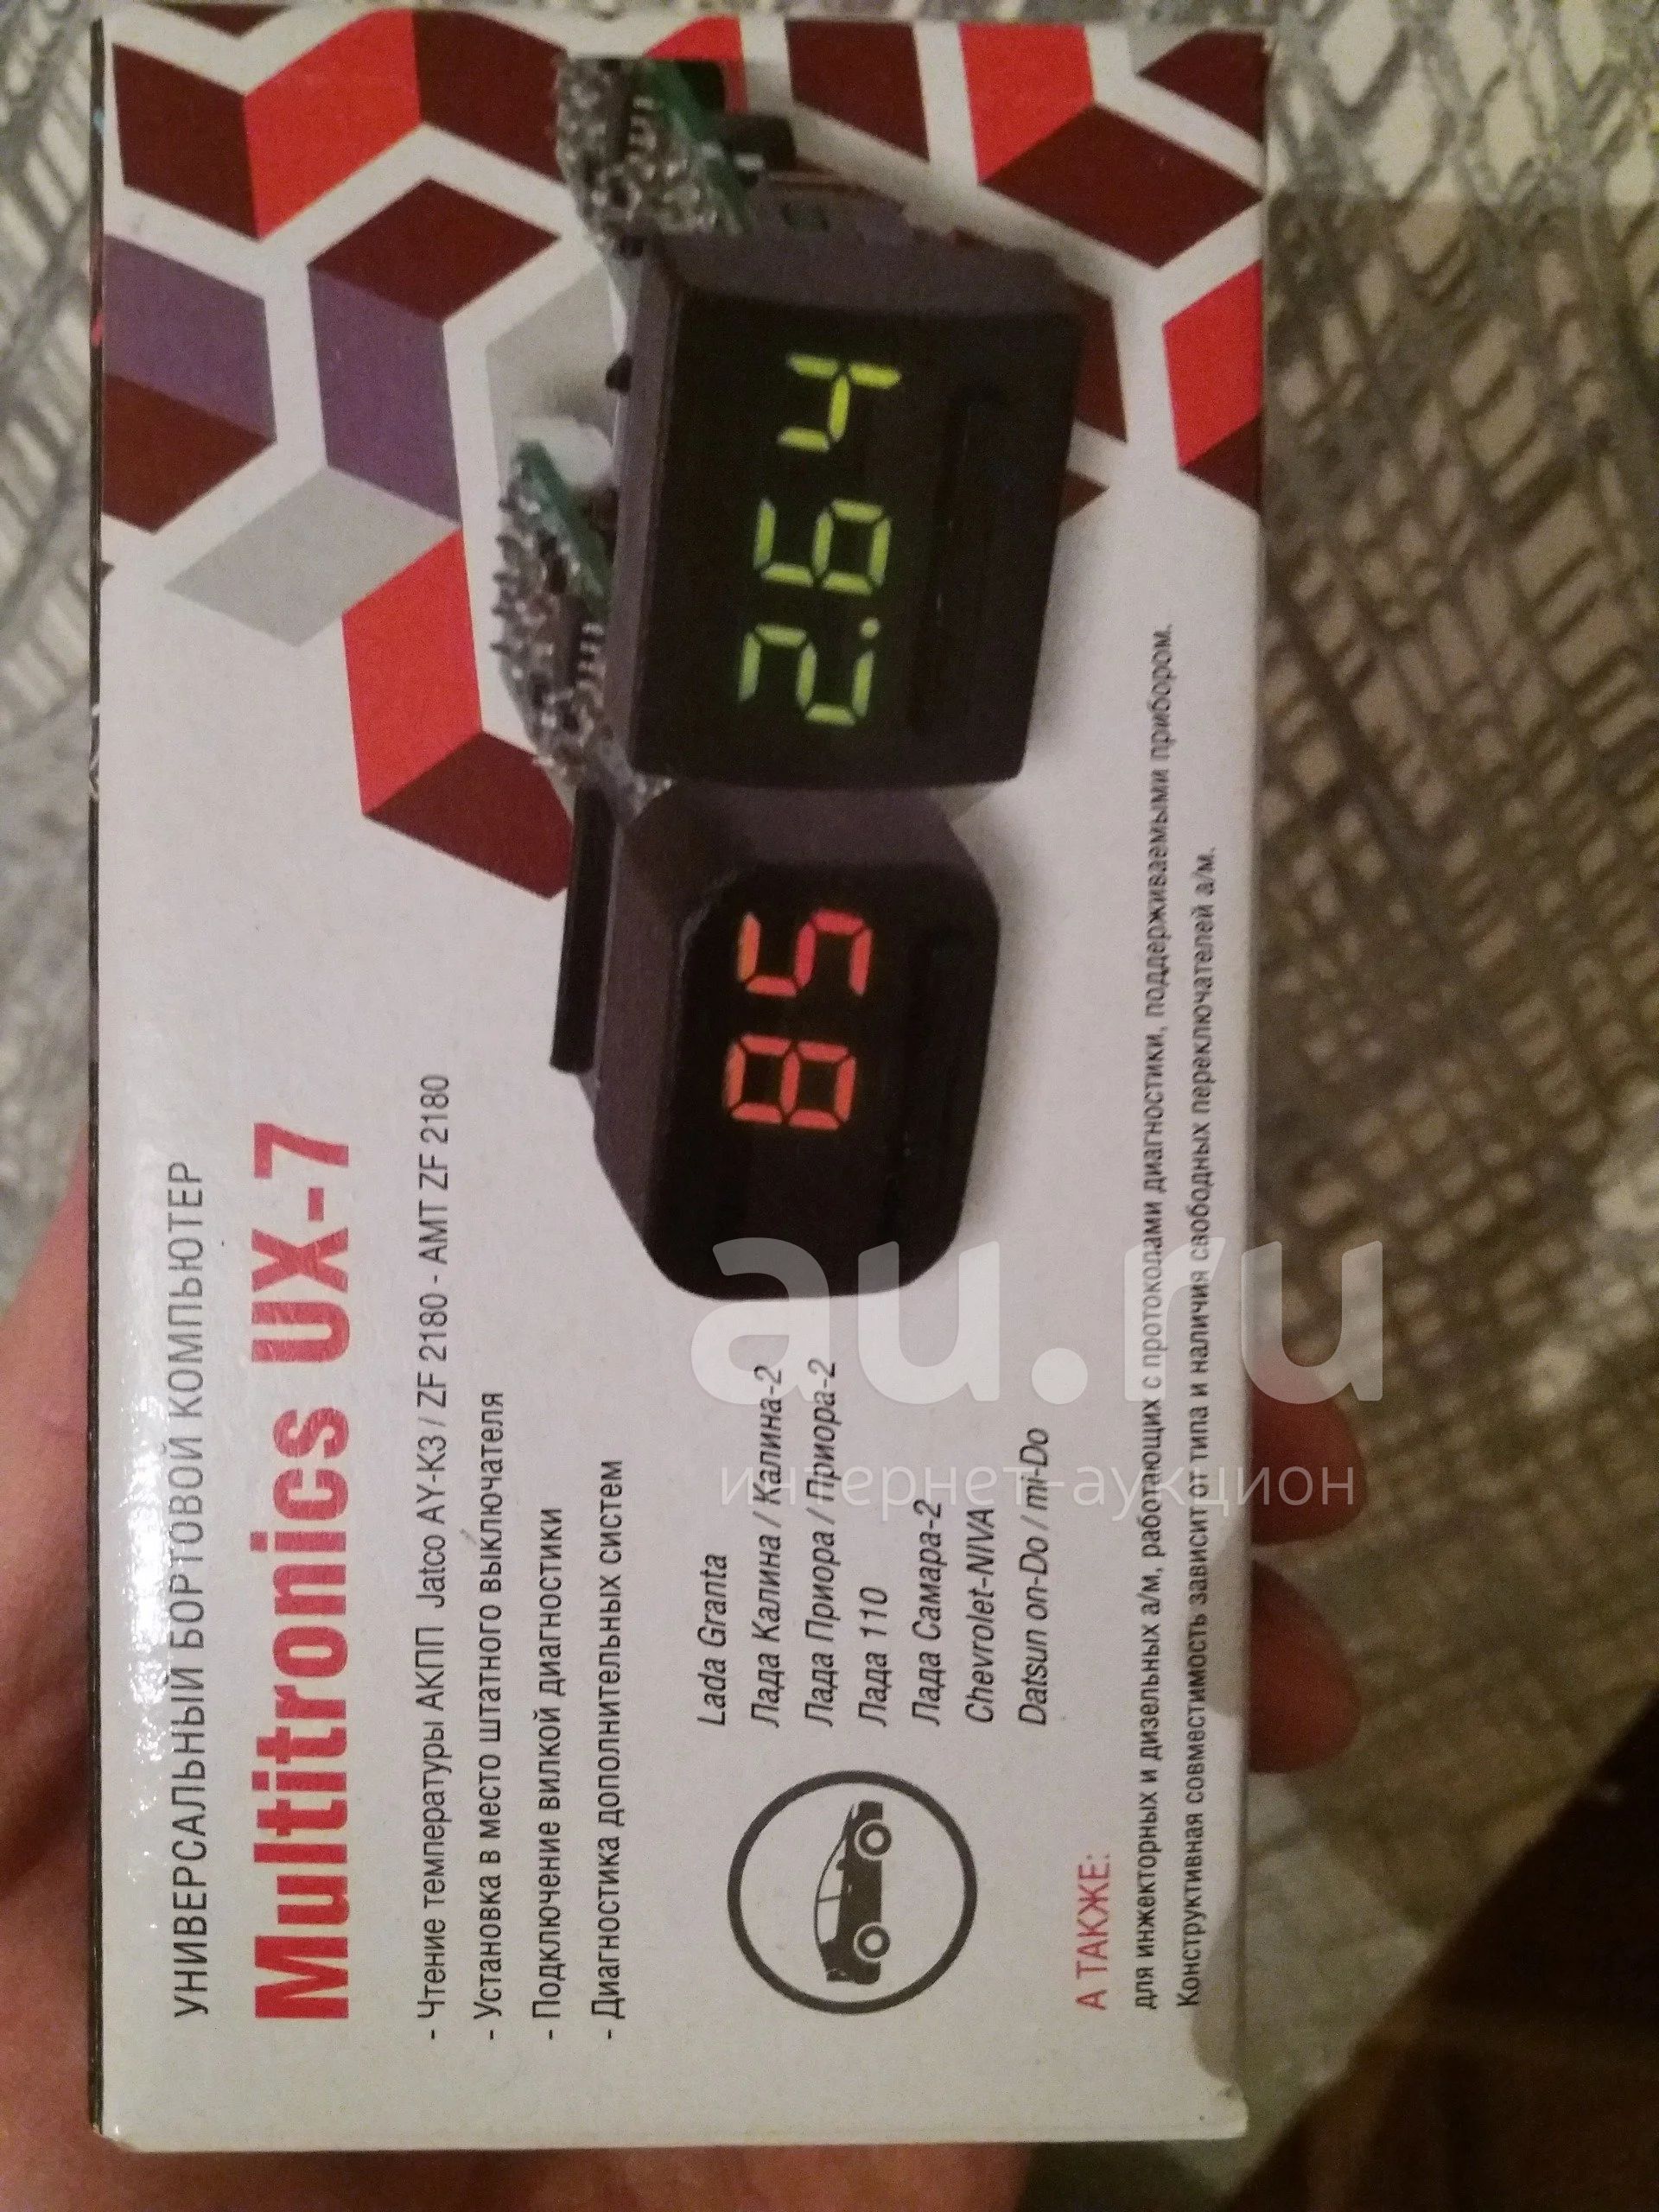 УНИВЕРСАЛЬНЫЙ БОРТОВОЙ КОМПЬЮТЕР
Multitronics UX-7
- Чтение температуры АКПП Jatco AY-K3 / ZF 2180 - АМТ ZF 2180
- Установка в место штатного выключателя
- Подключение вилкой диагностики
- Диагностика дополнительных систем
85
2.64
Lada Granta
Лада Калина / Калина-2
Лада Приора / Приора-2
Лада 110
Лада Самара-2
Chevrolet-NIVA
Datsun on-Do / mi-Do
А ТАКЖЕ:
для инжекторных и дизельных а/м, работающих с протоколами диагностики, поддерживаемыми прибором.
Конструктивная совместимость зависит от типа и наличия свободных переключателей а/м.
au.ru
интернет-аукцион